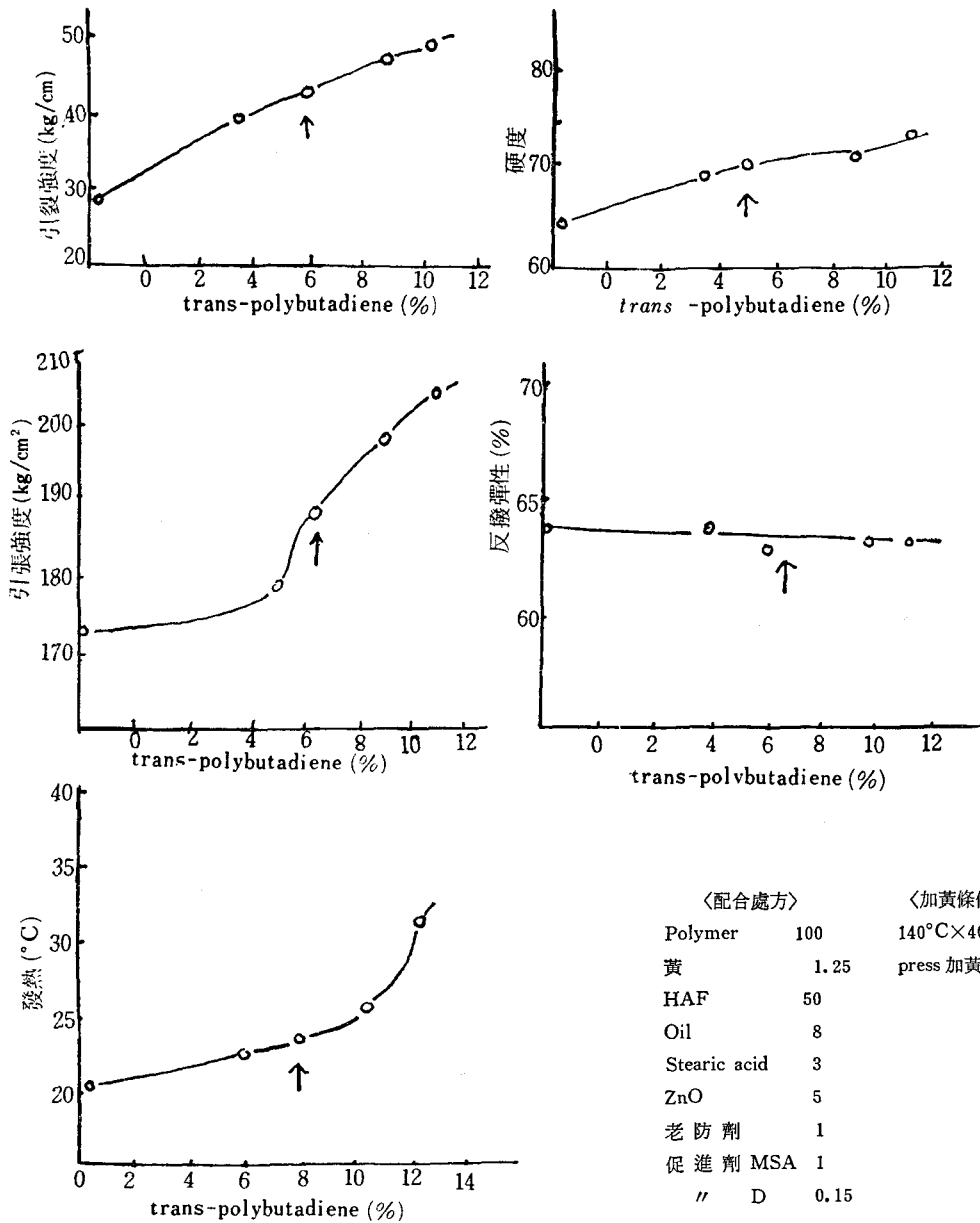 50
40
30
20
引裂強度 (kg/cm)
0 2 4 6 8 10 12
trans-polybutadiene (%)
80
70
60
硬度
0 2 4 6 8 10 12
trans -polybutadiene (%)
210
200
190
180
170
引張強度 (kg/cm²)
0 2 4 6 8 10 12
trans-polybutadiene (%)
70
65
60
反撥彈性 (%)
0 2 4 6 8 10 12
trans-polvbutadiene (%)
40
35
30
25
20
發熱 (°C)
0 2 4 6 8 10 12 14
trans-polybutadiene (%)
〈配合處方〉
Polymer 100
黃 1.25
HAF 50
Oil 8
Stearic acid 3
ZnO 5
老防劑 1
促進劑 MSA 1
〃 D 0.15
〈加黃條
140°C×4
press 加黃